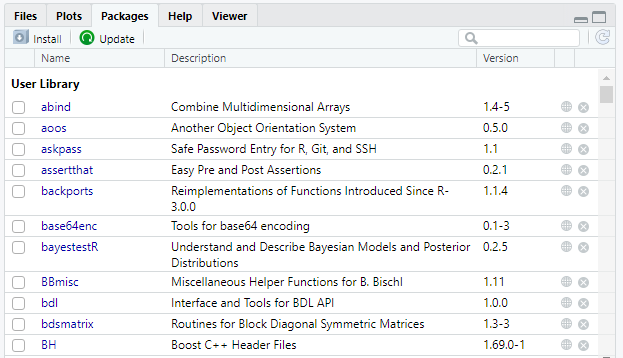 Files Plots Packages Help Viewer
Install Update
Name Description Version
User Library
abind Combine Multidimensional Arrays 1.4-5
aoos Another Object Orientation System 0.5.0
askpass Safe Password Entry for R, Git, and SSH 1.1
assertthat Easy Pre and Post Assertions 0.2.1
backports Reimplementations of Functions Introduced Since R- 1.1.4
3.0.0
base64enc Tools for base64 encoding 0.1-3
bayestestR Understand and Describe Bayesian Models and Posterior 0.2.5
Distributions
BBmisc Miscellaneous Helper Functions for B. Bischl 1.11
bdl Interface and Tools for BDL API 1.0.0
bdsmatrix Routines for Block Diagonal Symmetric Matrices 1.3-3
BH Boost C++ Header Files 1.69.0-1